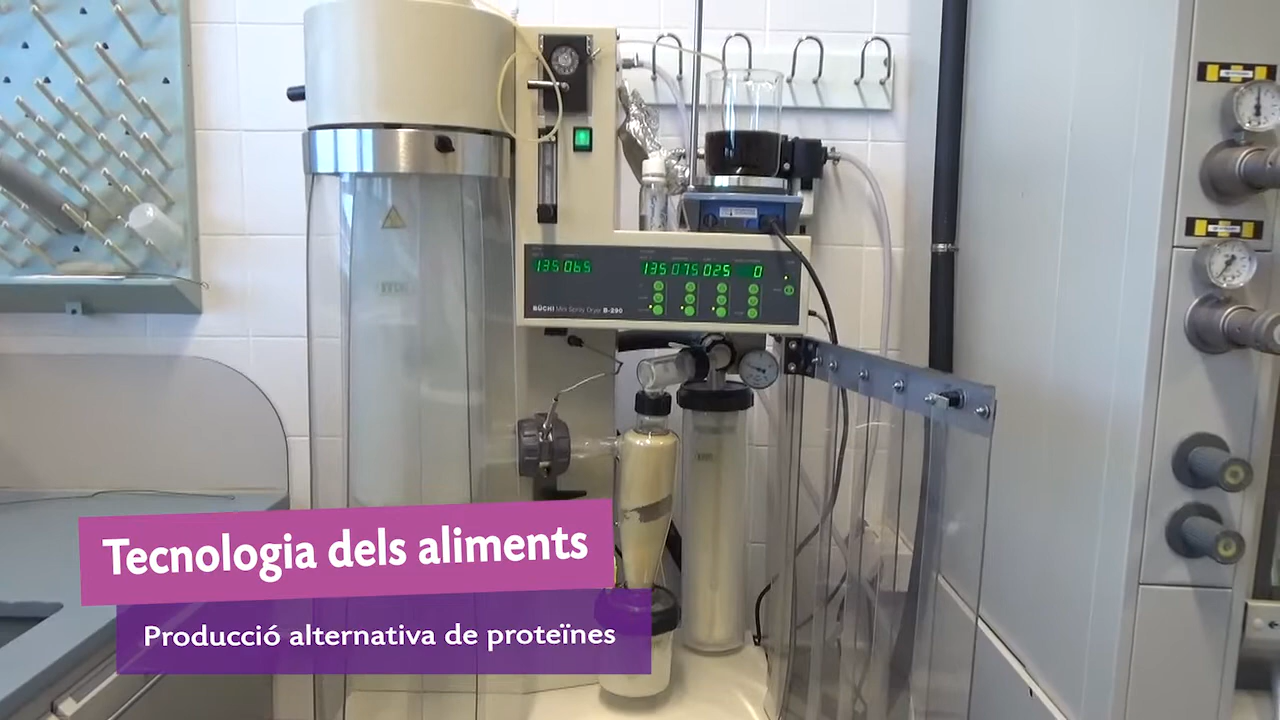 135 065
135 075 025 0
BÜCHI Mini Spray Dryer B-290
Tecnologia dels aliments
Producció alternativa de proteïnes